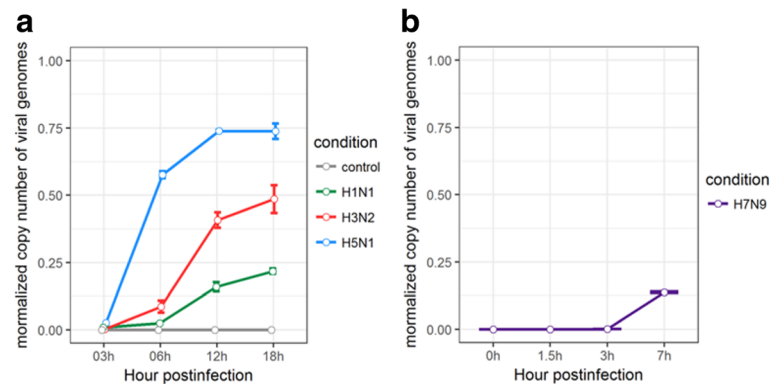 a
mormalized copy number of viral genomes
1.00
0.75
0.50
0.25
0.00
03h 06h 12h 18h
Hour postinfection
condition
control
H1N1
H3N2
H5N1
b
mormalized copy number of viral genomes
1.00
0.75
0.50
0.25
0.00
0h 1.5h 3h 7h
Hour postinfection
condition
H7N9